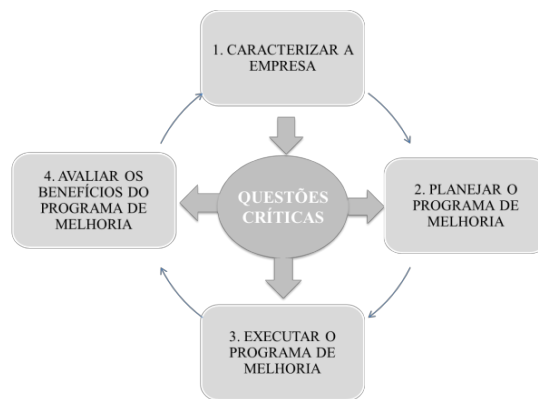 1. CARACTERIZAR A
EMPRESA
4. AVALIAR OS
BENEFÍCIOS DO
PROGRAMA DE
MELHORIA
QUESTÕES
CRÍTICAS
2. PLANEJAR O
PROGRAMA DE
MELHORIA
3. EXECUTAR O
PROGRAMA DE
MELHORIA